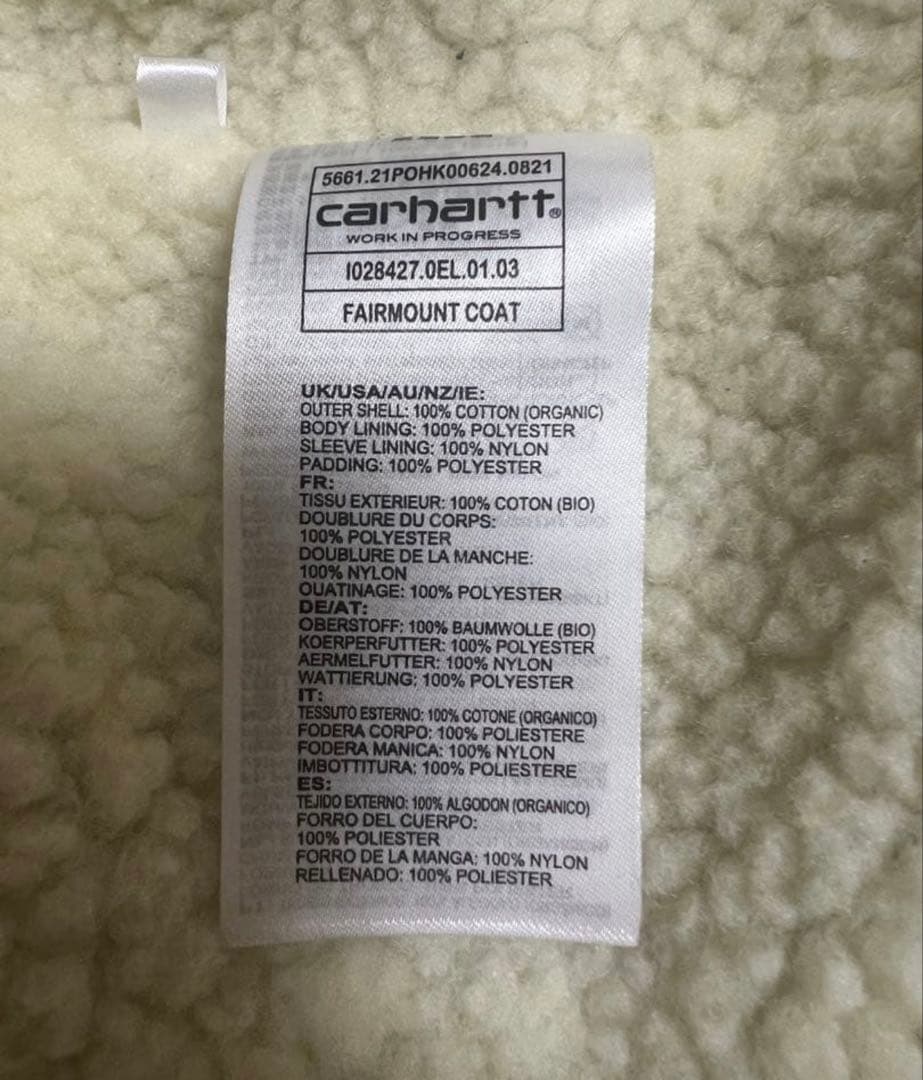 5661.21POHK00624.0821
carhartt®
WORK IN PROGRESS
I028427.0EL.01.03
FAIRMOUNT COAT
UK/USA/AU/NZ/IE:
OUTER SHELL: 100% COTTON (ORGANIC)
BODY LINING: 100% POLYESTER
SLEEVE LINING: 100% NYLON
PADDING: 100% POLYESTER
FR:
TISSU EXTERIEUR: 100% COTON (BIO)
DOUBLURE DU CORPS:
100% POLYESTER
DOUBLURE DE LA MANCHE:
100% NYLON
OUATINAGE: 100% POLYESTER
DE/AT:
OBERSTOFF: 100% BAUMWOLLE (BIO)
KOERPERFUTTER: 100% POLYESTER
AERMELFUTTER: 100% NYLON
WATTIERUNG: 100% POLYESTER
IT:
TESSUTO ESTERNO: 100% COTONE (ORGANICO)
FODERA CORPO: 100% POLIESTERE
FODERA MANICA: 100% NYLON
IMBOTTITURA: 100% POLIESTERE
ES:
TEJIDO EXTERNO: 100% ALGODON (ORGANICO)
FORRO DEL CUERPO:
100% POLIESTER
FORRO DE LA MANGA: 100% NYLON
RELLENADO: 100% POLIESTER